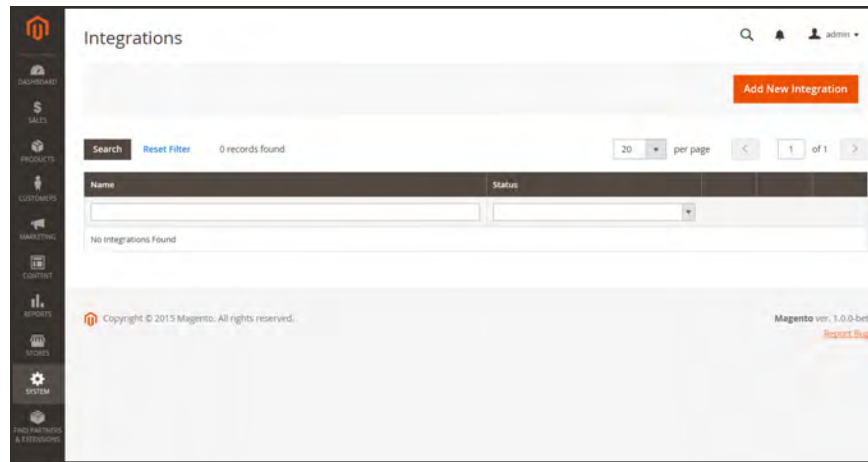 Integrations
admin
Add New Integration
Search Reset Filter 0 records found 20 per page 1 of 1
Name Status
No Integrations Found
Copyright © 2015 Magento. All rights reserved.
Magento ver. 1.0.0-bet
Report Bug
DASHBOARD
SALES
PRODUCTS
CUSTOMERS
MARKETING
CONTENT
REPORTS
STORES
SYSTEM
FIND PARTNERS
& EXTENSIONS